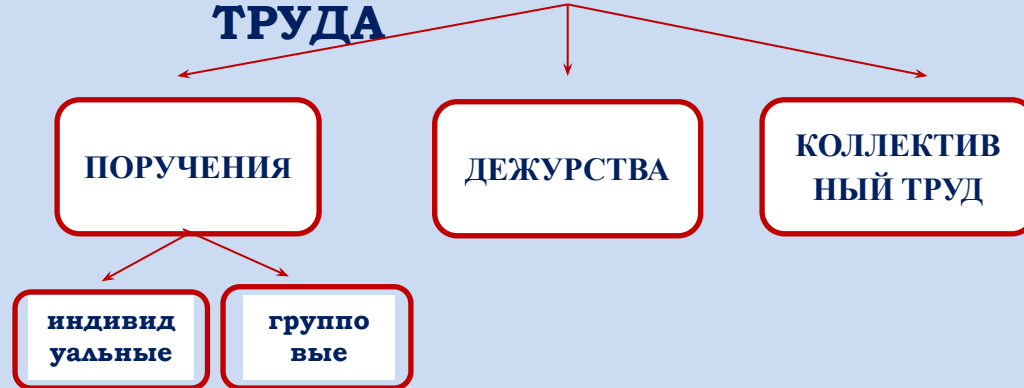 ТРУДА
ПОРУЧЕНИЯ
ДЕЖУРСТВА
КОЛЛЕКТИВ
НЫЙ ТРУД
индивид
уальные
группо
вые